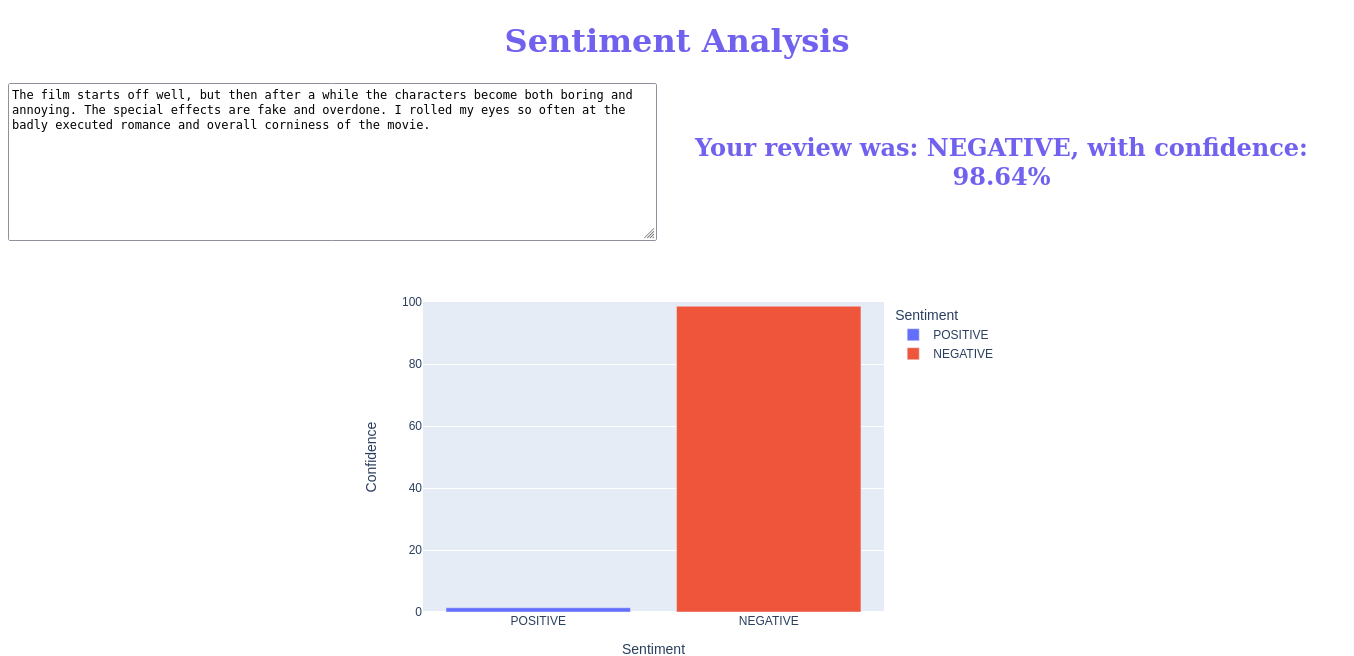 Sentiment Analysis
The film starts off well, but then after a while the characters become both boring and
annoying. The special effects are fake and overdone. I rolled my eyes so often at the
badly executed romance and overall corniness of the movie.
Your review was: NEGATIVE, with confidence:
98.64%
100
80
60
40
20
0
Confidence
POSITIVE
NEGATIVE
Sentiment
Sentiment
POSITIVE
NEGATIVE